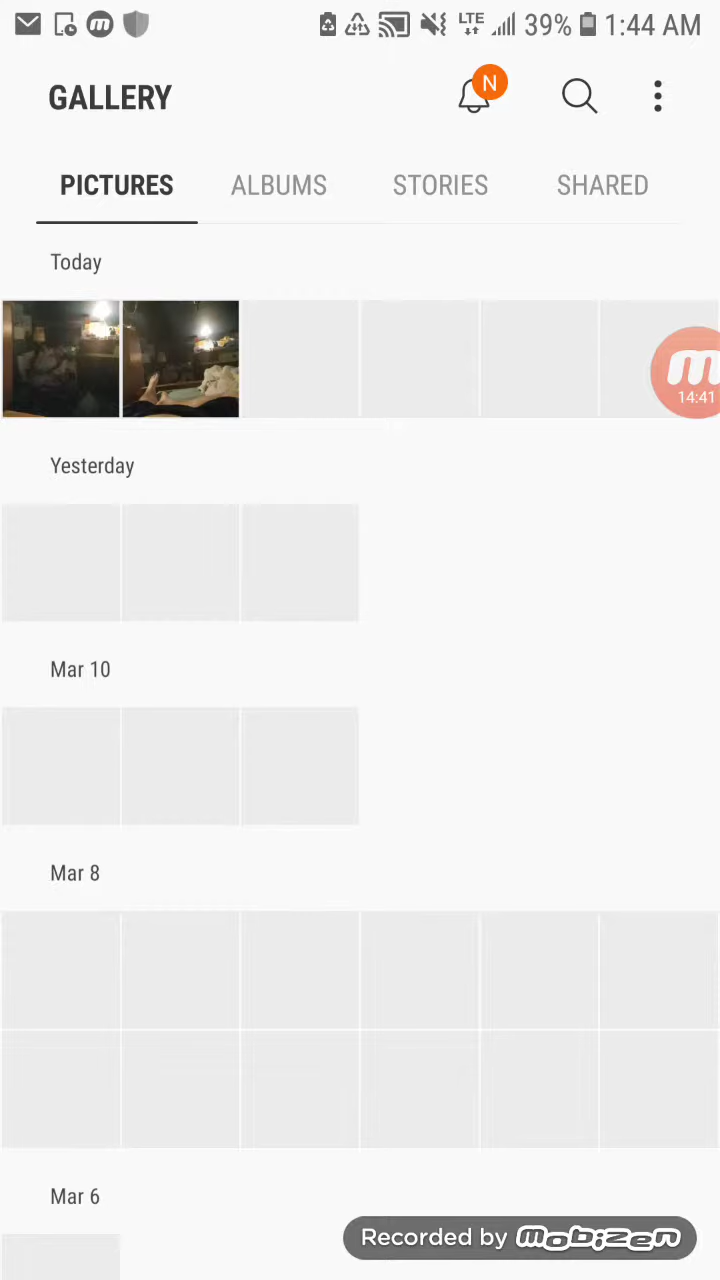 LTE 39% 1:44 AM
GALLERY N
PICTURES ALBUMS STORIES SHARED
Today
m
14:41
Yesterday
Mar 10
Mar 8
Mar 6
Recorded by mobizen